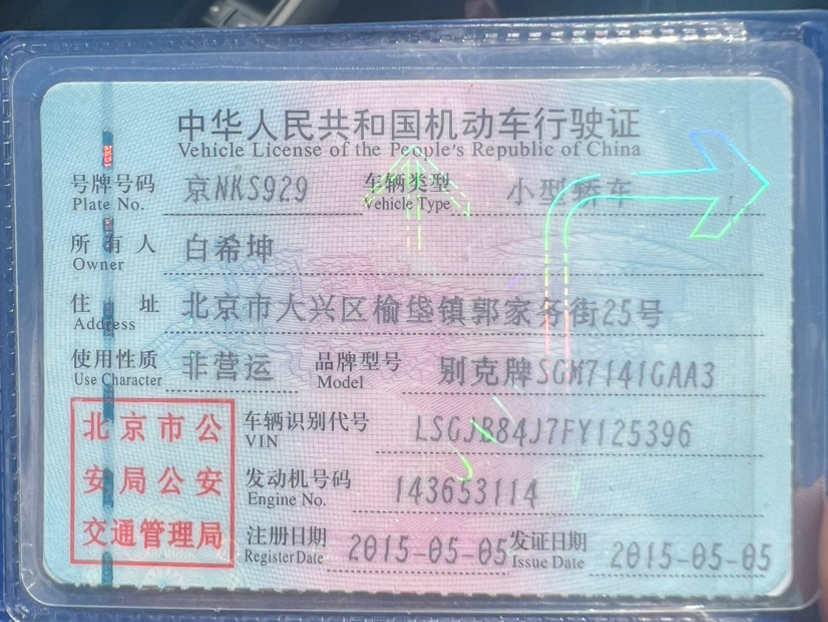 中华人民共和国机动车行驶证
Vehicle License of the People's Republic of China
号牌号码 京NKS929 车辆类型 小型轿车
Plate No. Vehicle Type
所有人 白希坤
Owner
住址 北京市大兴区榆垡镇郭家务街25号
Address
使用性质 非营运 品牌型号 别克牌SGM7141GAA3
Use Character Model
北京市公安局公安交通管理局
车辆识别代号 LSGJB84J7FY125396
VIN
发动机号码 143653114
Engine No.
注册日期 2015-05-05 发证日期 2015-05-05
Register Date Issue Date